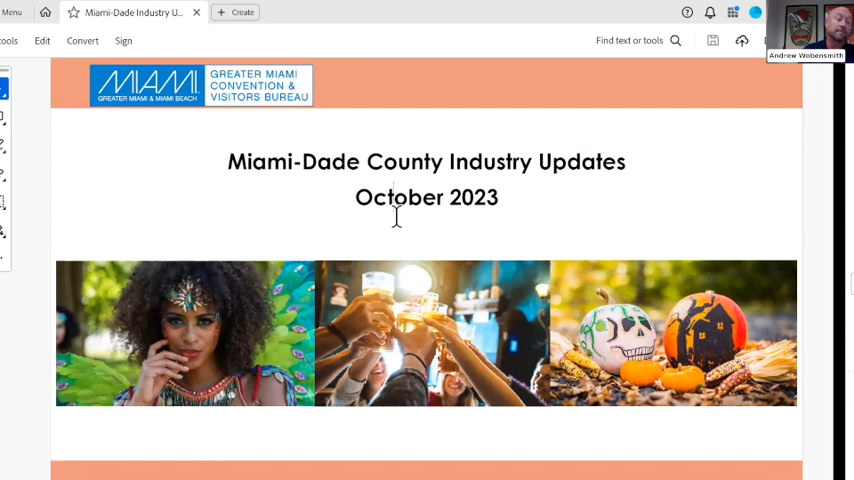 Menu
Miami-Dade Industry U...
Create
ools
Edit
Convert
Sign
Find text or tools
Andrew Wobensmith
MIAMI
GREATER MIAMI & MIAMI BEACH
GREATER MIAMI
CONVENTION &
VISITORS BUREAU
Miami-Dade County Industry Updates
October 2023